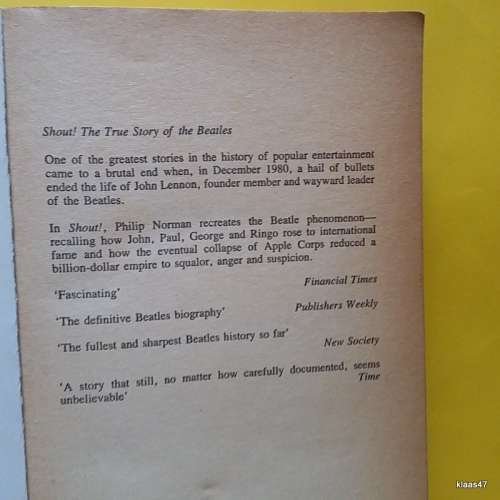 Shout! The True Story of the Beatles
One of the greatest stories in the history of popular entertainment
came to a brutal end when, in December 1980, a hail of bullets
ended the life of John Lennon, founder member and wayward leader
of the Beatles.
In Shout!, Philip Norman recreates the Beatle phenomenon—
recalling how John, Paul, George and Ringo rose to international
fame and how the eventual collapse of Apple Corps reduced a
billion-dollar empire to squalor, anger and suspicion.
'Fascinating'
Financial Times
'The definitive Beatles biography'
Publishers Weekly
'The fullest and sharpest Beatles history so far'
New Society
'A story that still, no matter how carefully documented, seems
unbelievable'
Time
klaas47